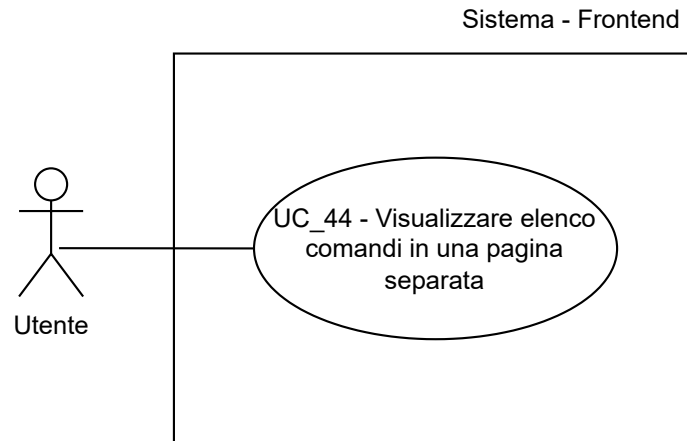 Sistema - Frontend
UC_44 - Visualizzare elenco
comandi in una pagina
separata
Utente